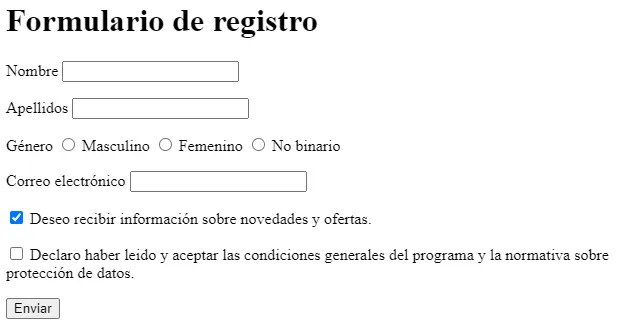 Formulario de registro
Nombre
Apellidos
Género Masculino Femenino No binario
Correo electrónico
Deseo recibir información sobre novedades y ofertas.
Declaro haber leido y aceptar las condiciones generales del programa y la normativa sobre
protección de datos.
Enviar